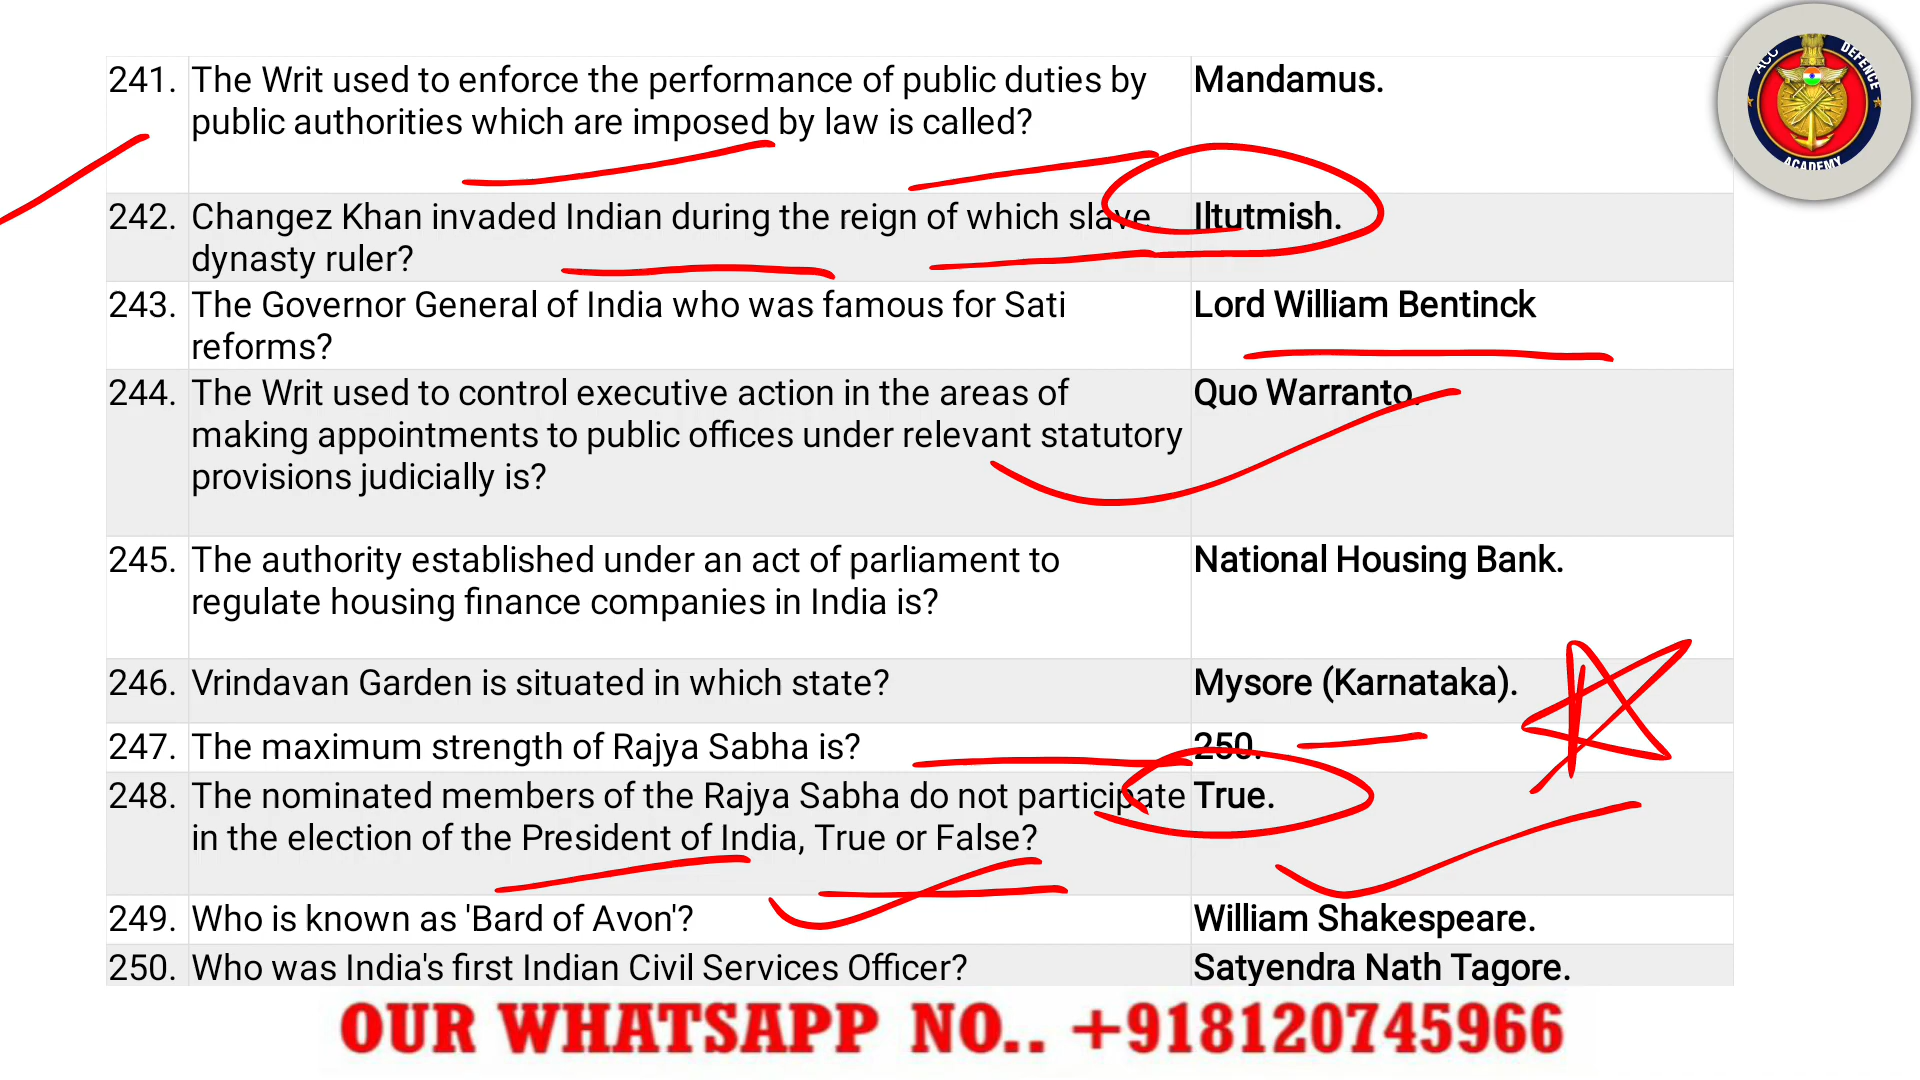 241. The Writ used to enforce the performance of public duties by Mandamus.
public authorities which are imposed by law is called?
242. Changez Khan invaded Indian during the reign of which slave Iltutmish.
dynasty ruler?
243. The Governor General of India who was famous for Sati Lord William Bentinck
reforms?
244. The Writ used to control executive action in the areas of Quo Warranto.
making appointments to public offices under relevant statutory
provisions judicially is?
245. The authority established under an act of parliament to National Housing Bank.
regulate housing finance companies in India is?
246. Vrindavan Garden is situated in which state? Mysore (Karnataka).
247. The maximum strength of Rajya Sabha is? 250.
248. The nominated members of the Rajya Sabha do not participate True.
in the election of the President of India, True or False?
249. Who is known as 'Bard of Avon'? William Shakespeare.
250. Who was India's first Indian Civil Services Officer? Satyendra Nath Tagore.
OUR WHATSAPP NO.. +918120745966
ACC DEFENCE
ACADEMY